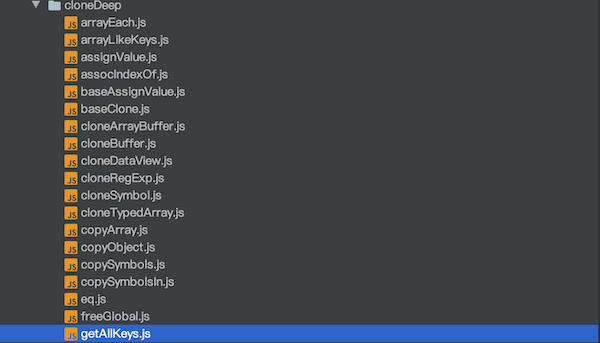 cloneDeep
JS arrayEach.js
JS arrayLikeKeys.js
JS assignValue.js
JS assocIndexOf.js
JS baseAssignValue.js
JS baseClone.js
JS cloneArrayBuffer.js
JS cloneBuffer.js
JS cloneDataView.js
JS cloneRegExp.js
JS cloneSymbol.js
JS cloneTypedArray.js
JS copyArray.js
JS copyObject.js
JS copySymbols.js
JS copySymbolsIn.js
JS eq.js
JS freeGlobal.js
JS getAllKeys.js